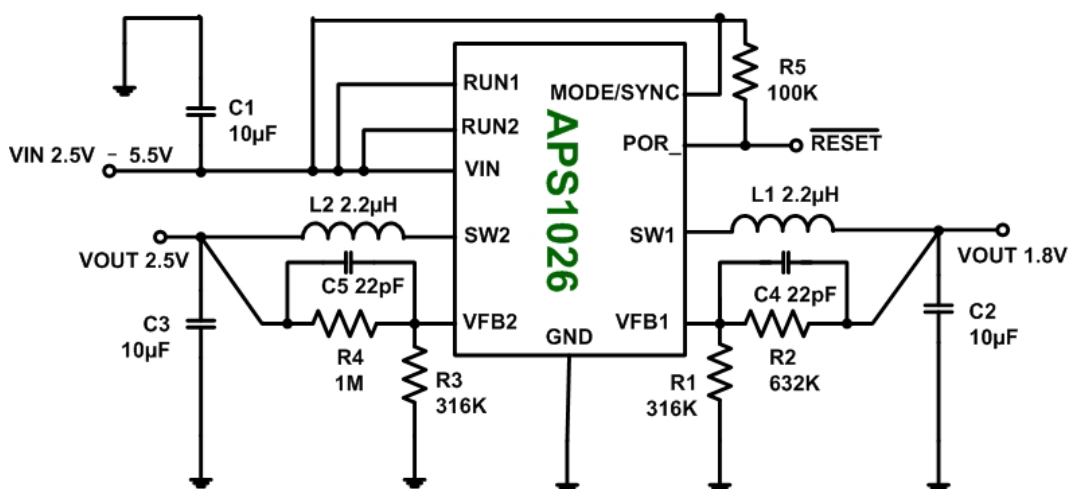 RUN1
MODE/SYNC
R5
100K
C1
10µF
RUN2
POR_
RESET
VIN 2.5V - 5.5V
VIN
APS1026
L2 2.2µH
L1 2.2µH
SW2
SW1
VOUT 2.5V
VOUT 1.8V
C5 22pF
C4 22pF
C3
10µF
VFB2
VFB1
GND
C2
10µF
R4
1M
R3
316K
R1
316K
R2
632K